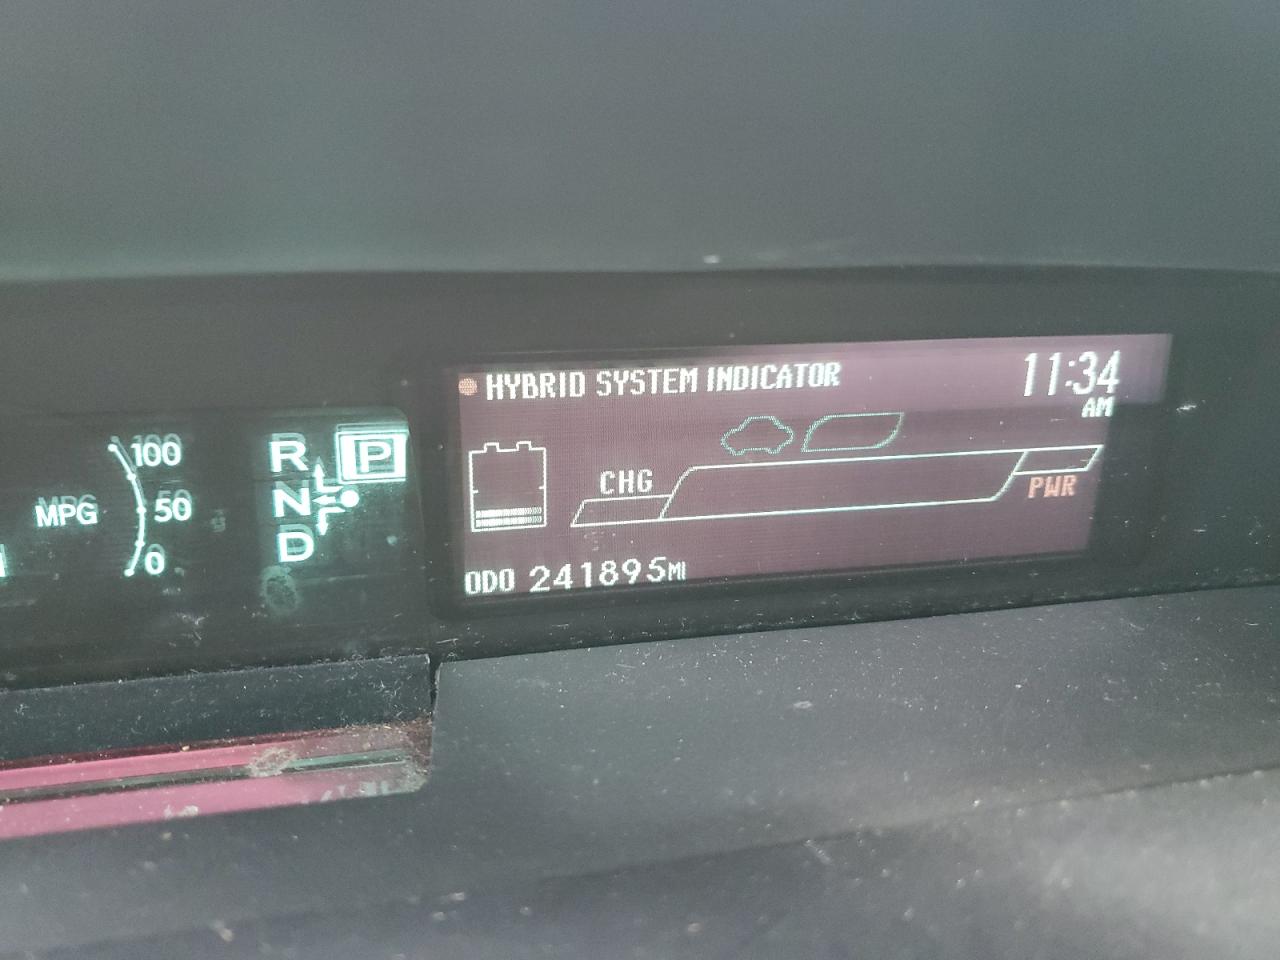 HYBRID SYSTEM INDICATOR
11:34
AM
100
MPG
50
0
R
P
N
D
CHG
PWR
ODO 241895MI